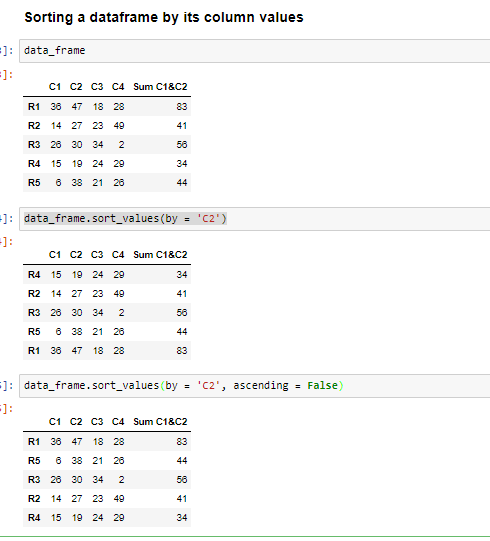 Sorting a dataframe by its column values
]: data_frame
]:
C1 C2 C3 C4 Sum C1&C2
R1 36 47 18 28 83
R2 14 27 23 49 41
R3 26 30 34 2 56
R4 15 19 24 29 34
R5 6 38 21 26 44
]: data_frame.sort_values(by = 'C2')
]:
C1 C2 C3 C4 Sum C1&C2
R4 15 19 24 29 34
R2 14 27 23 49 41
R3 26 30 34 2 56
R5 6 38 21 26 44
R1 36 47 18 28 83
]: data_frame.sort_values(by = 'C2', ascending = False)
]:
C1 C2 C3 C4 Sum C1&C2
R1 36 47 18 28 83
R5 6 38 21 26 44
R3 26 30 34 2 56
R2 14 27 23 49 41
R4 15 19 24 29 34